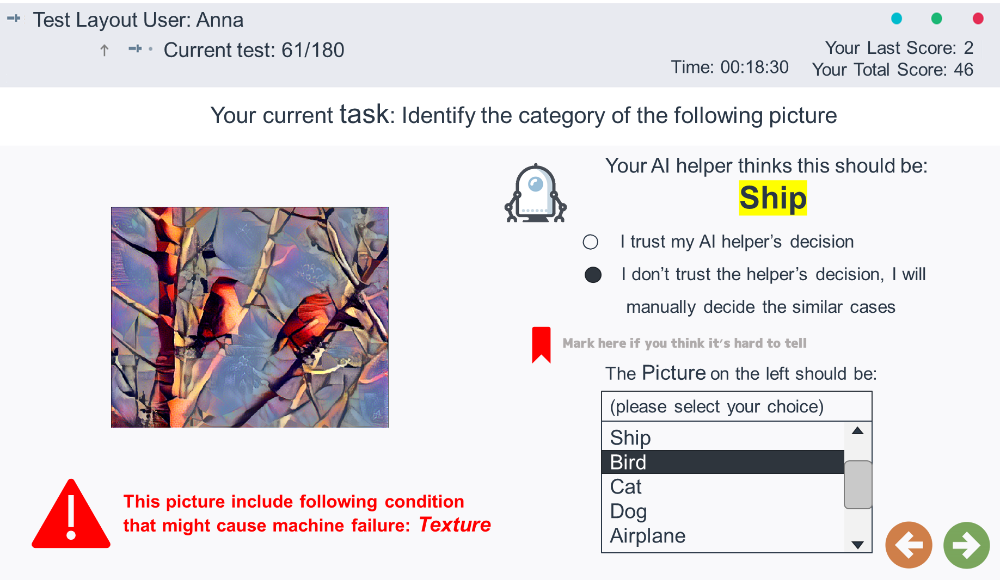 Test Layout User: Anna
Current test: 61/180
Time: 00:18:30
Your Last Score: 2
Your Total Score: 46
Your current task: Identify the category of the following picture
Your AI helper thinks this should be:
Ship
I trust my AI helper’s decision
I don’t trust the helper’s decision, I will
manually decide the similar cases
Mark here if you think it’s hard to tell
The Picture on the left should be:
(please select your choice)
Ship
Bird
Cat
Dog
Airplane
This picture include following condition
that might cause machine failure: Texture